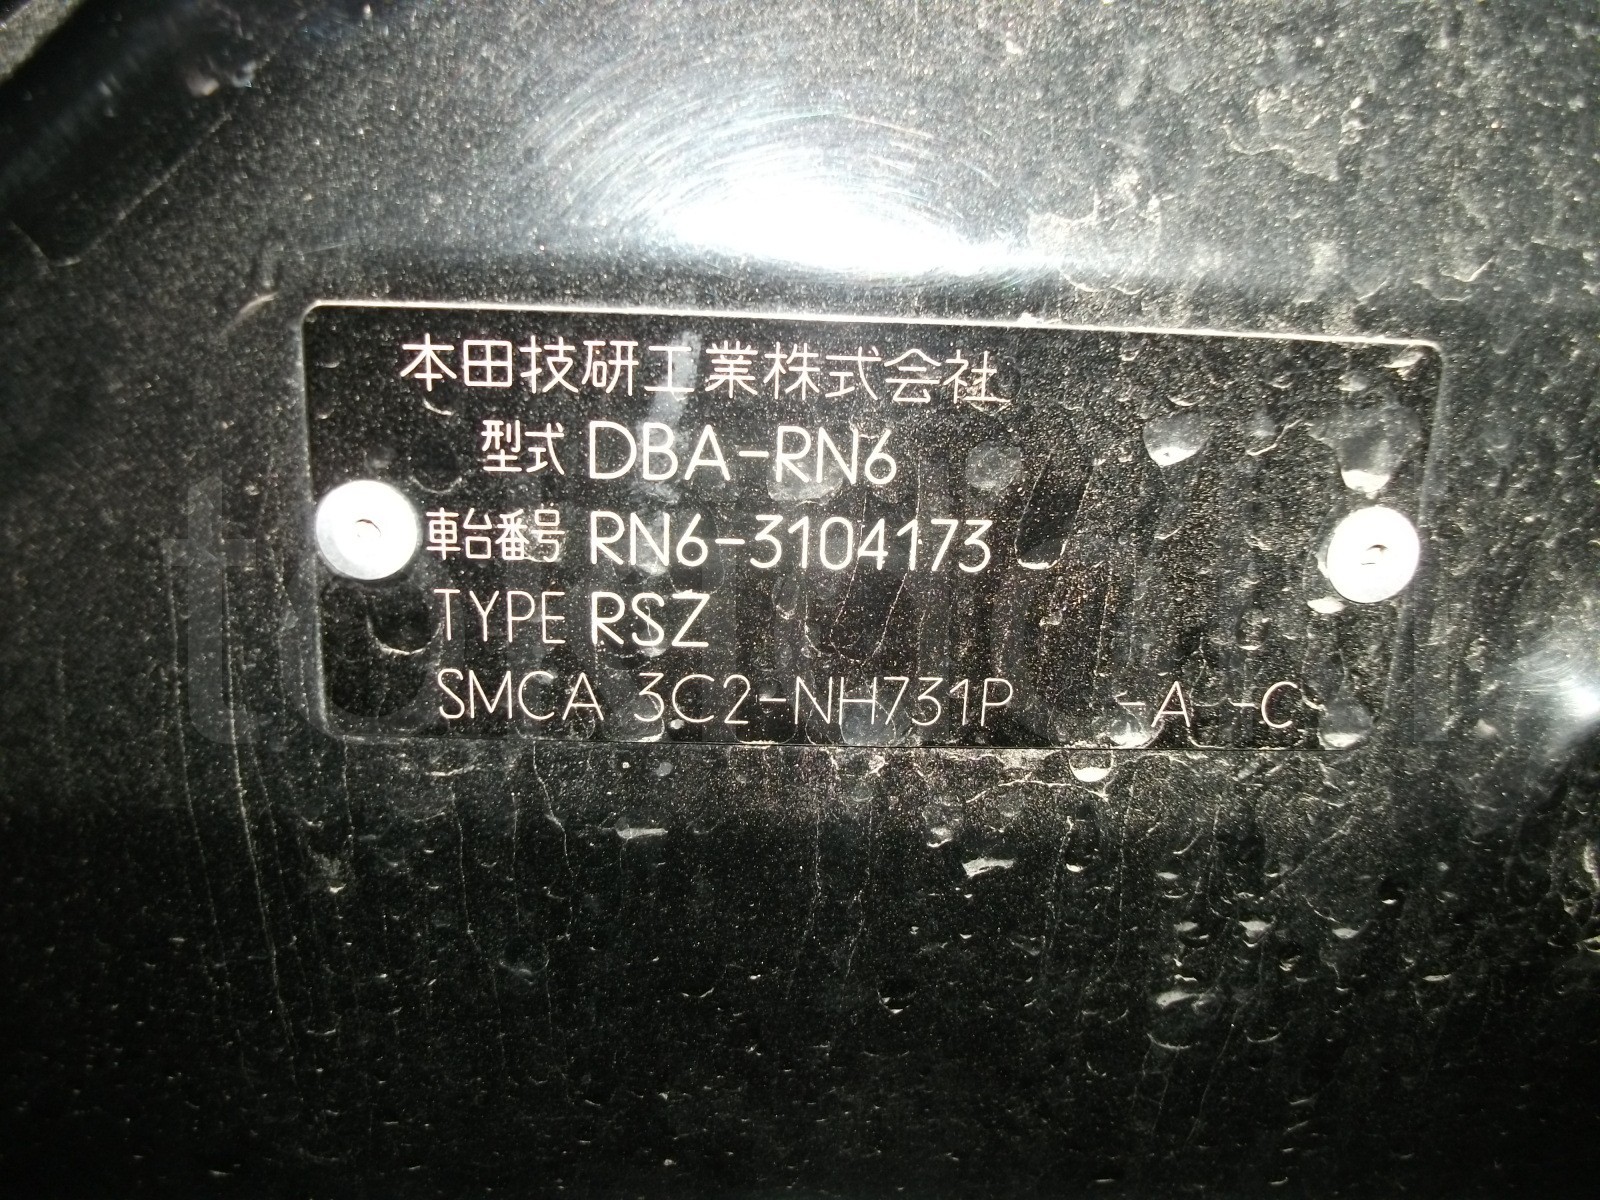 本田技研工業株式会社
型式 DBA-RN6
車台番号 RN6-3104173
TYPE RSZ
SMCA 3C2-NH731P -A -C